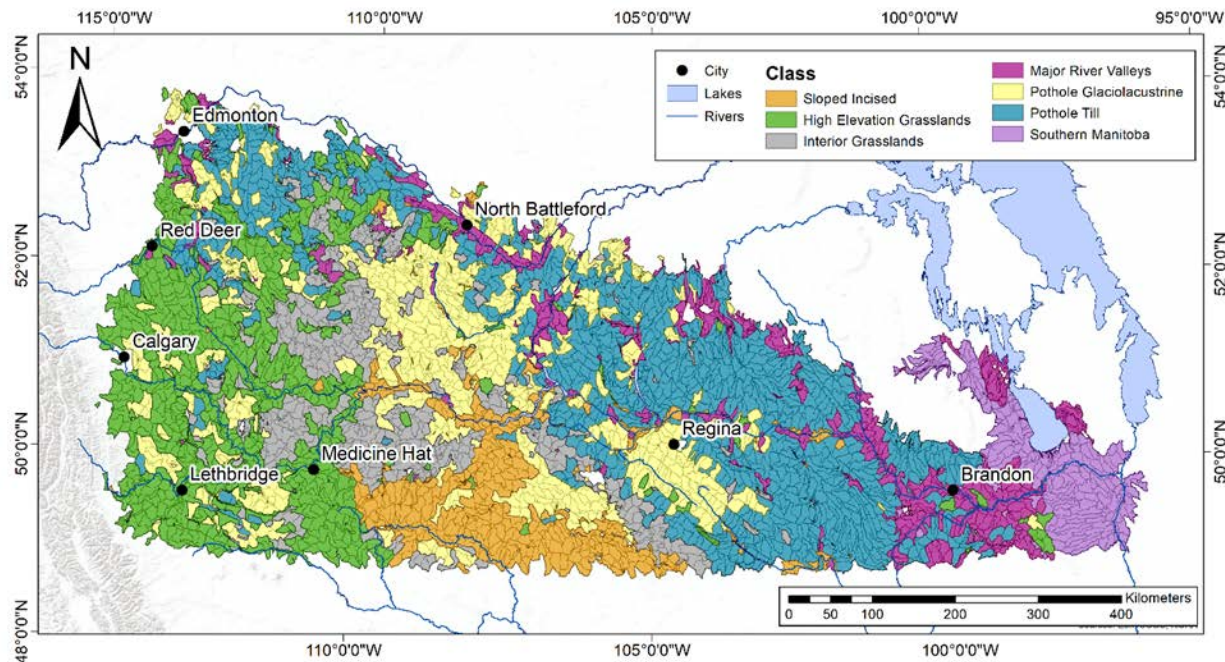 115°0'0"W
110°0'0"W
105°0'0"W
100°0'0"W
95°0'0"W
54°0'0"N
52°0'0"N
50°0'0"N
48°0'0"N
N
City
Lakes
Rivers
Class
Sloped Incised
High Elevation Grasslands
Interior Grasslands
Major River Valleys
Pothole Glaciolacustrine
Pothole Till
Southern Manitoba
54°0'0"N
52°0'0"N
50°0'0"N
Edmonton
North Battleford
Red Deer
Calgary
Regina
Medicine Hat
Lethbridge
Brandon
Kilometers
0 25 50 100 200 300 400
110°0'0"W
105°0'0"W
100°0'0"W